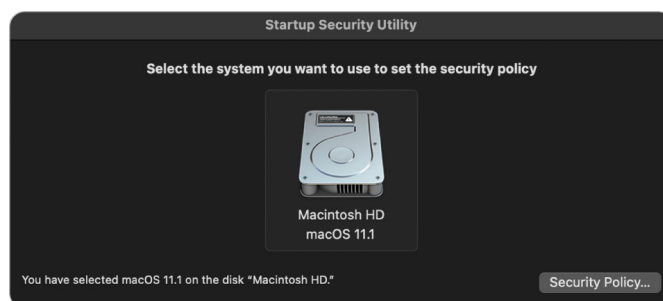 Startup Security Utility
Select the system you want to use to set the security policy
Macintosh HD
macOS 11.1
You have selected macOS 11.1 on the disk “Macintosh HD.”
Security Policy...